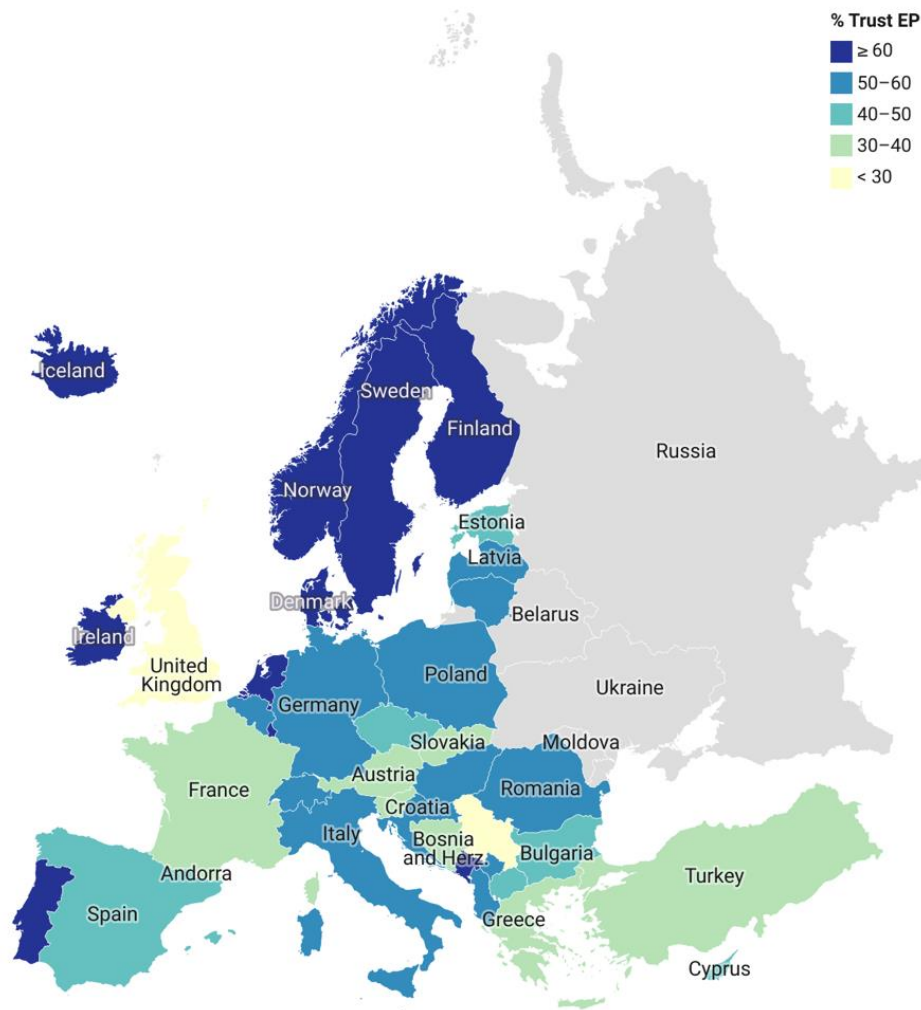 % Trust EP
≥ 60
50–60
40–50
30–40
< 30
Iceland
Sweden
Finland
Norway
Russia
Estonia
Latvia
Denmark
Belarus
Ireland
United
Kingdom
Poland
Germany
Ukraine
Slovakia
Moldova
Austria
France
Romania
Croatia
Italy
Bosnia
and Herz.
Bulgaria
Andorra
Turkey
Spain
Greece
Cyprus